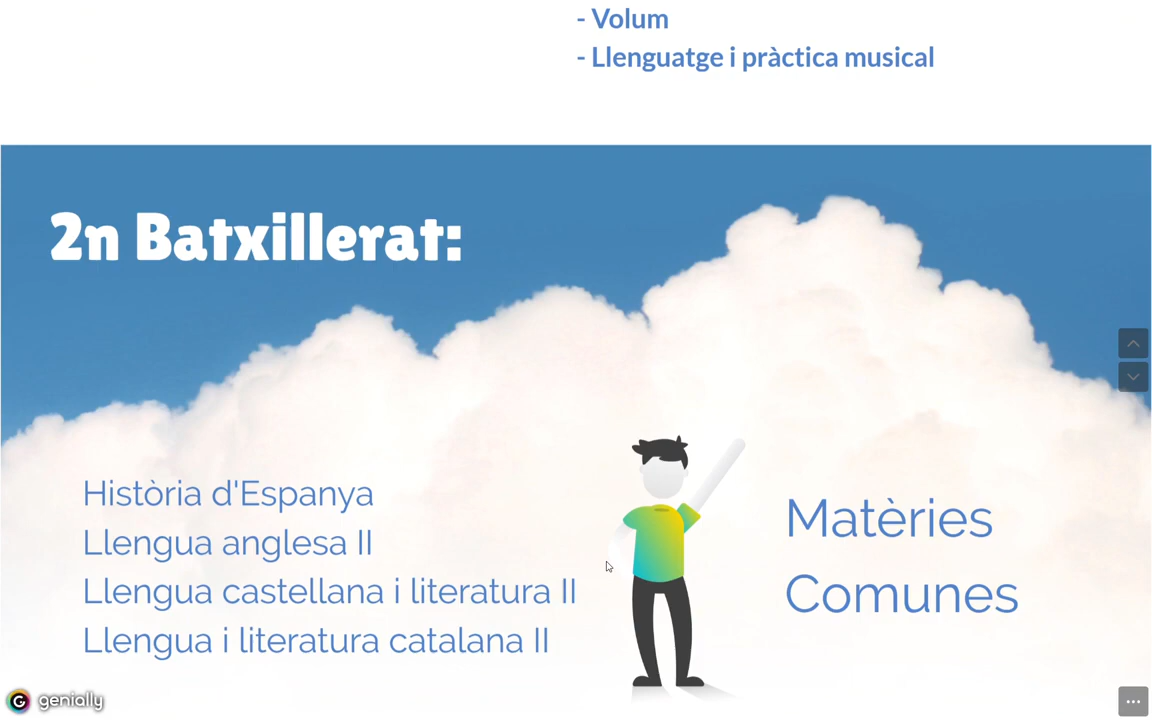 - Volum
- Llenguatge i pràctica musical
2n Batxillerat:
Història d'Espanya
Llengua anglesa II
Llengua castellana i literatura II
Llengua i literatura catalana II
Matèries
Comunes
genially